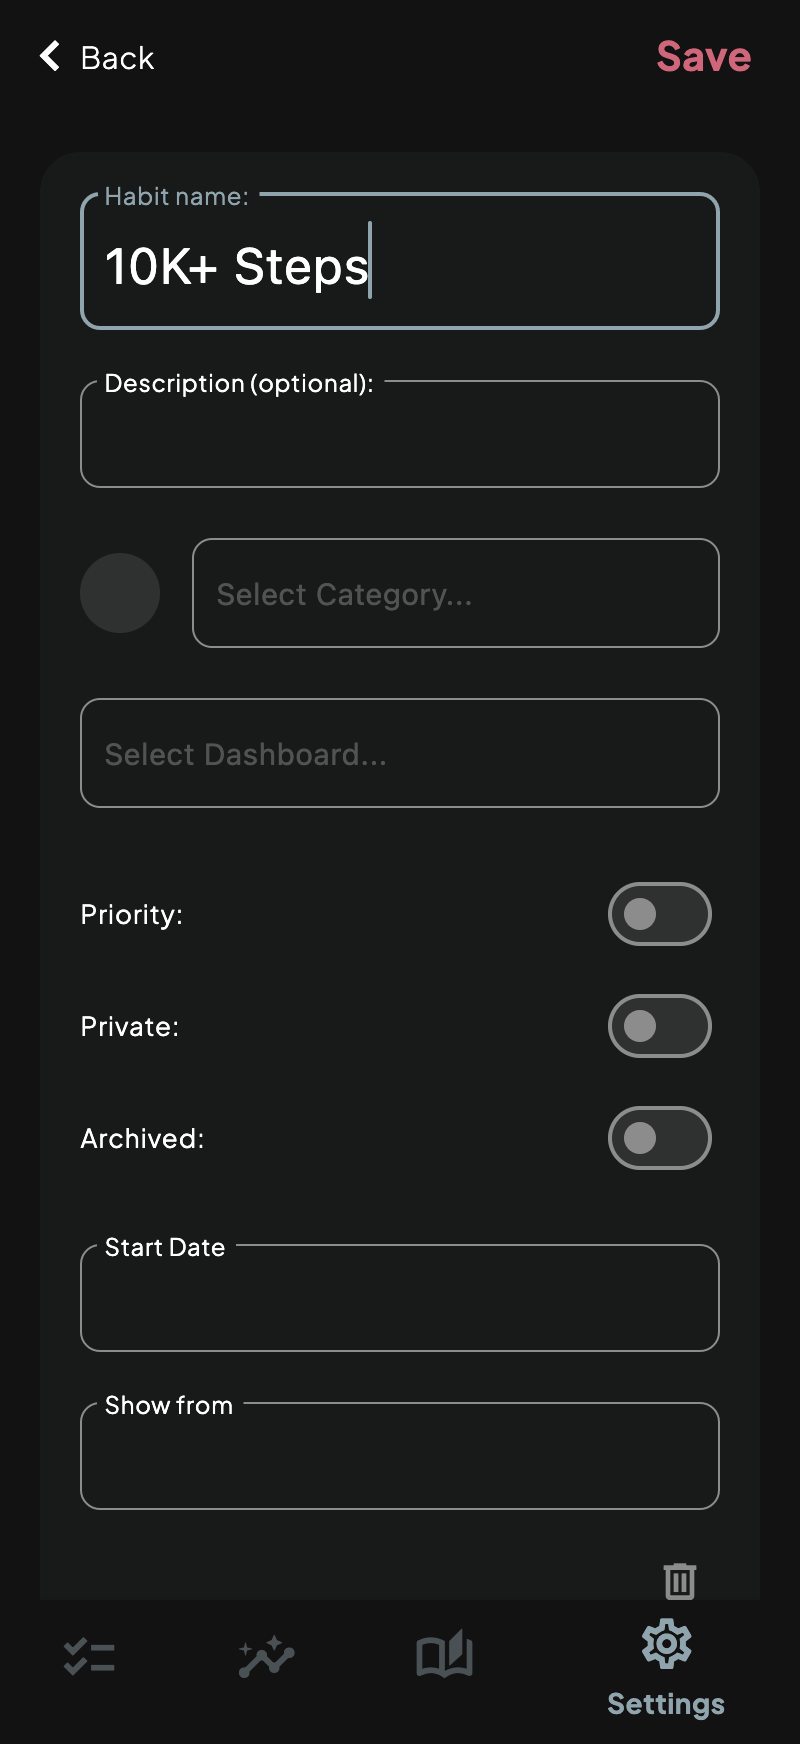 Back
Save
Habit name:
10K+ Steps
Description (optional):
Select Category...
Select Dashboard...
Priority:
Private:
Archived:
Start Date
Show from
Settings